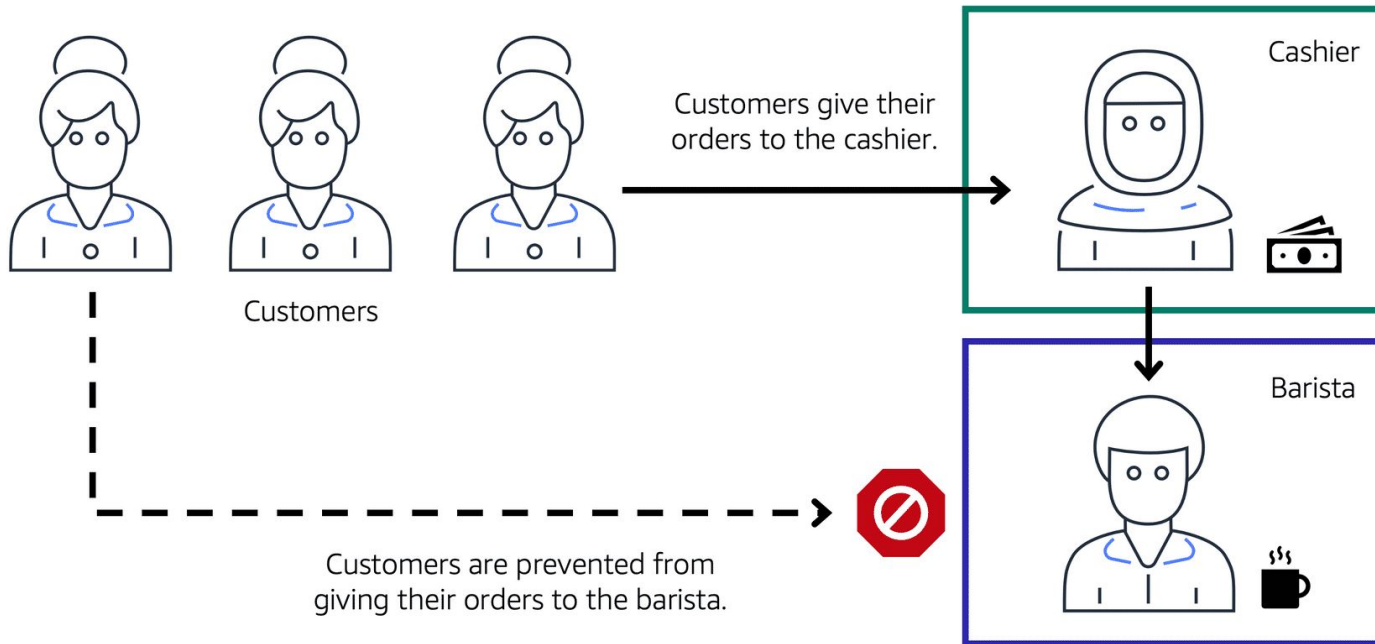 Cashier
Customers give their
orders to the cashier.
Customers
Barista
Customers are prevented from
giving their orders to the barista.